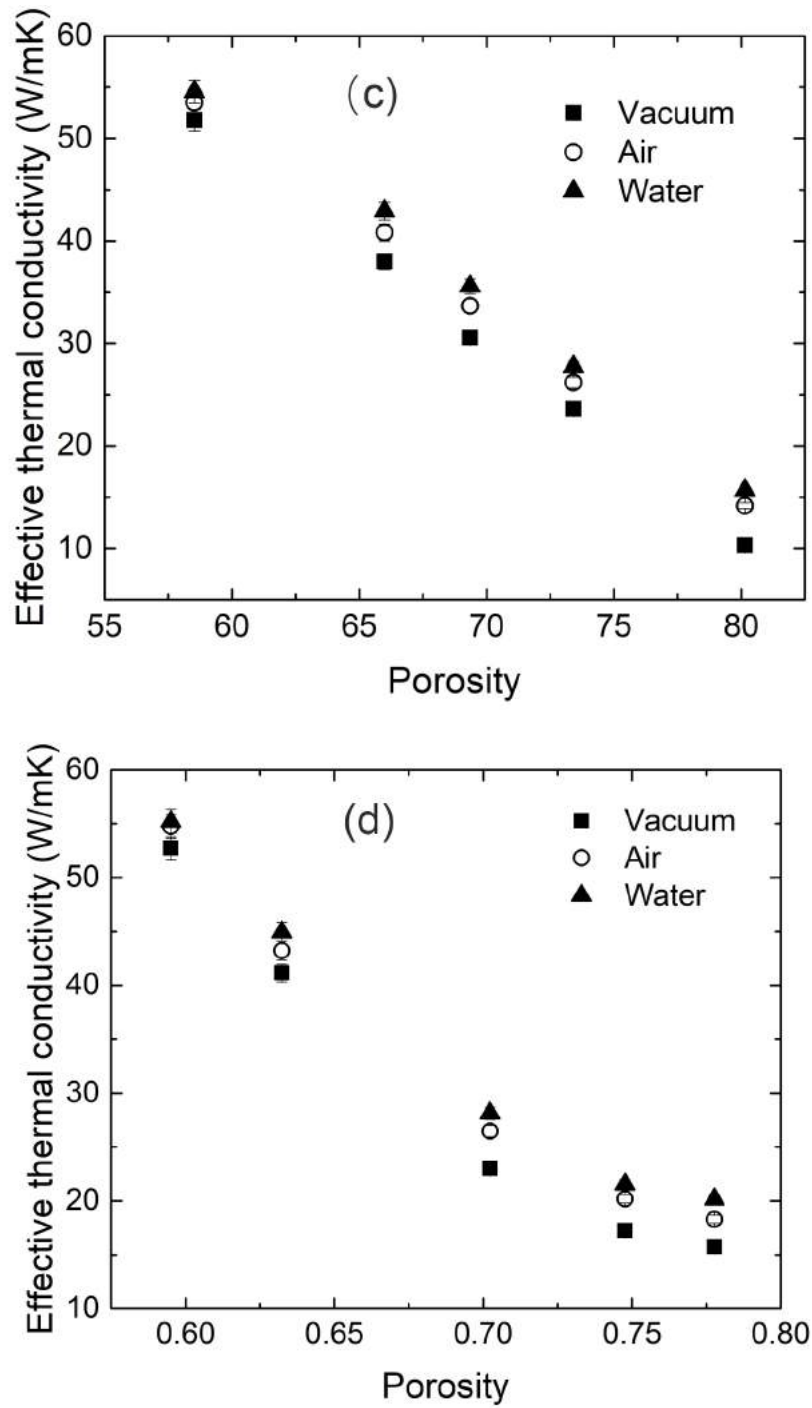 Effective thermal conductivity (W/mK)
60
50
40
30
20
10
(c)
Vacuum
Air
Water
55 60 65 70 75 80
Porosity
Effective thermal conductivity (W/mK)
60
50
40
30
20
10
(d)
Vacuum
Air
Water
0.60 0.65 0.70 0.75 0.80
Porosity